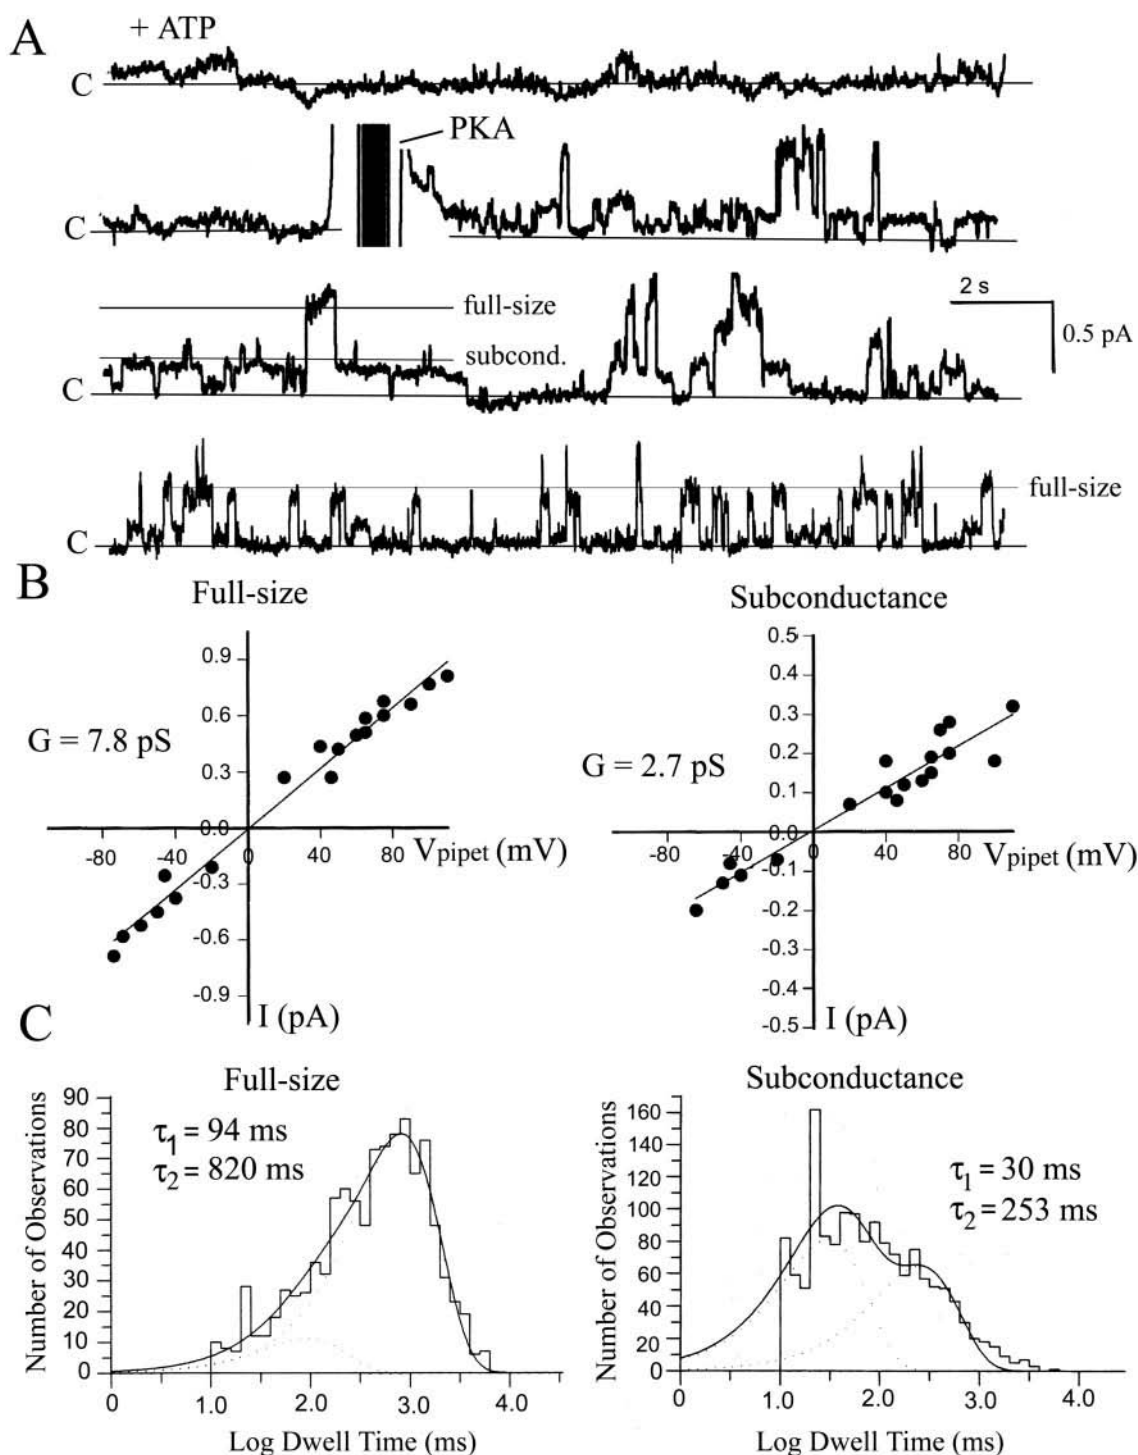 A
+ ATP
C
PKA
C
2 s
0.5 pA
full-size
subcond.
C
full-size
C
B
Full-size
Subconductance
0.9
0.6
0.3
0.0
-0.3
-0.6
-0.9
G = 7.8 pS
-80 -40 0 40 80
Vpipet (mV)
I (pA)
0.5
0.4
0.3
0.2
0.1
0.0
-0.1
-0.2
-0.3
-0.4
-0.5
G = 2.7 pS
-80 -40 0 40 80
Vpipet (mV)
I (pA)
C
Full-size
τ1 = 94 ms
τ2 = 820 ms
Number of Observations
90
80
70
60
50
40
30
20
10
0
0 1.0 2.0 3.0 4.0
Log Dwell Time (ms)
Subconductance
τ1 = 30 ms
τ2 = 253 ms
Number of Observations
160
140
120
100
80
60
40
20
0
0 1.0 2.0 3.0 4.0
Log Dwell Time (ms)